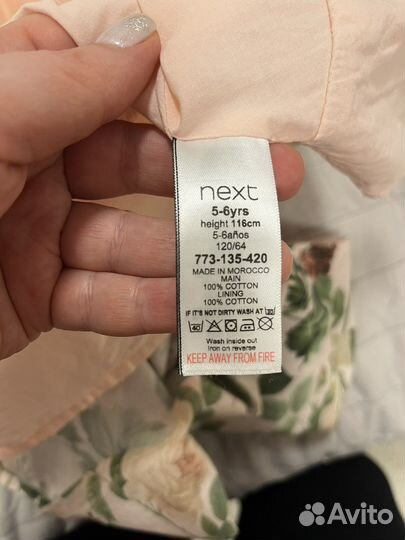 next
5-6yrs
height 116cm
5-6años
120/64
773-135-420
MADE IN MOROCCO
MAIN
100% COTTON
LINING
100% COTTON
IF IT'S NOT DIRTY WASH AT 30
40
Wash inside out
Iron on reverse
KEEP AWAY FROM FIRE
Avito